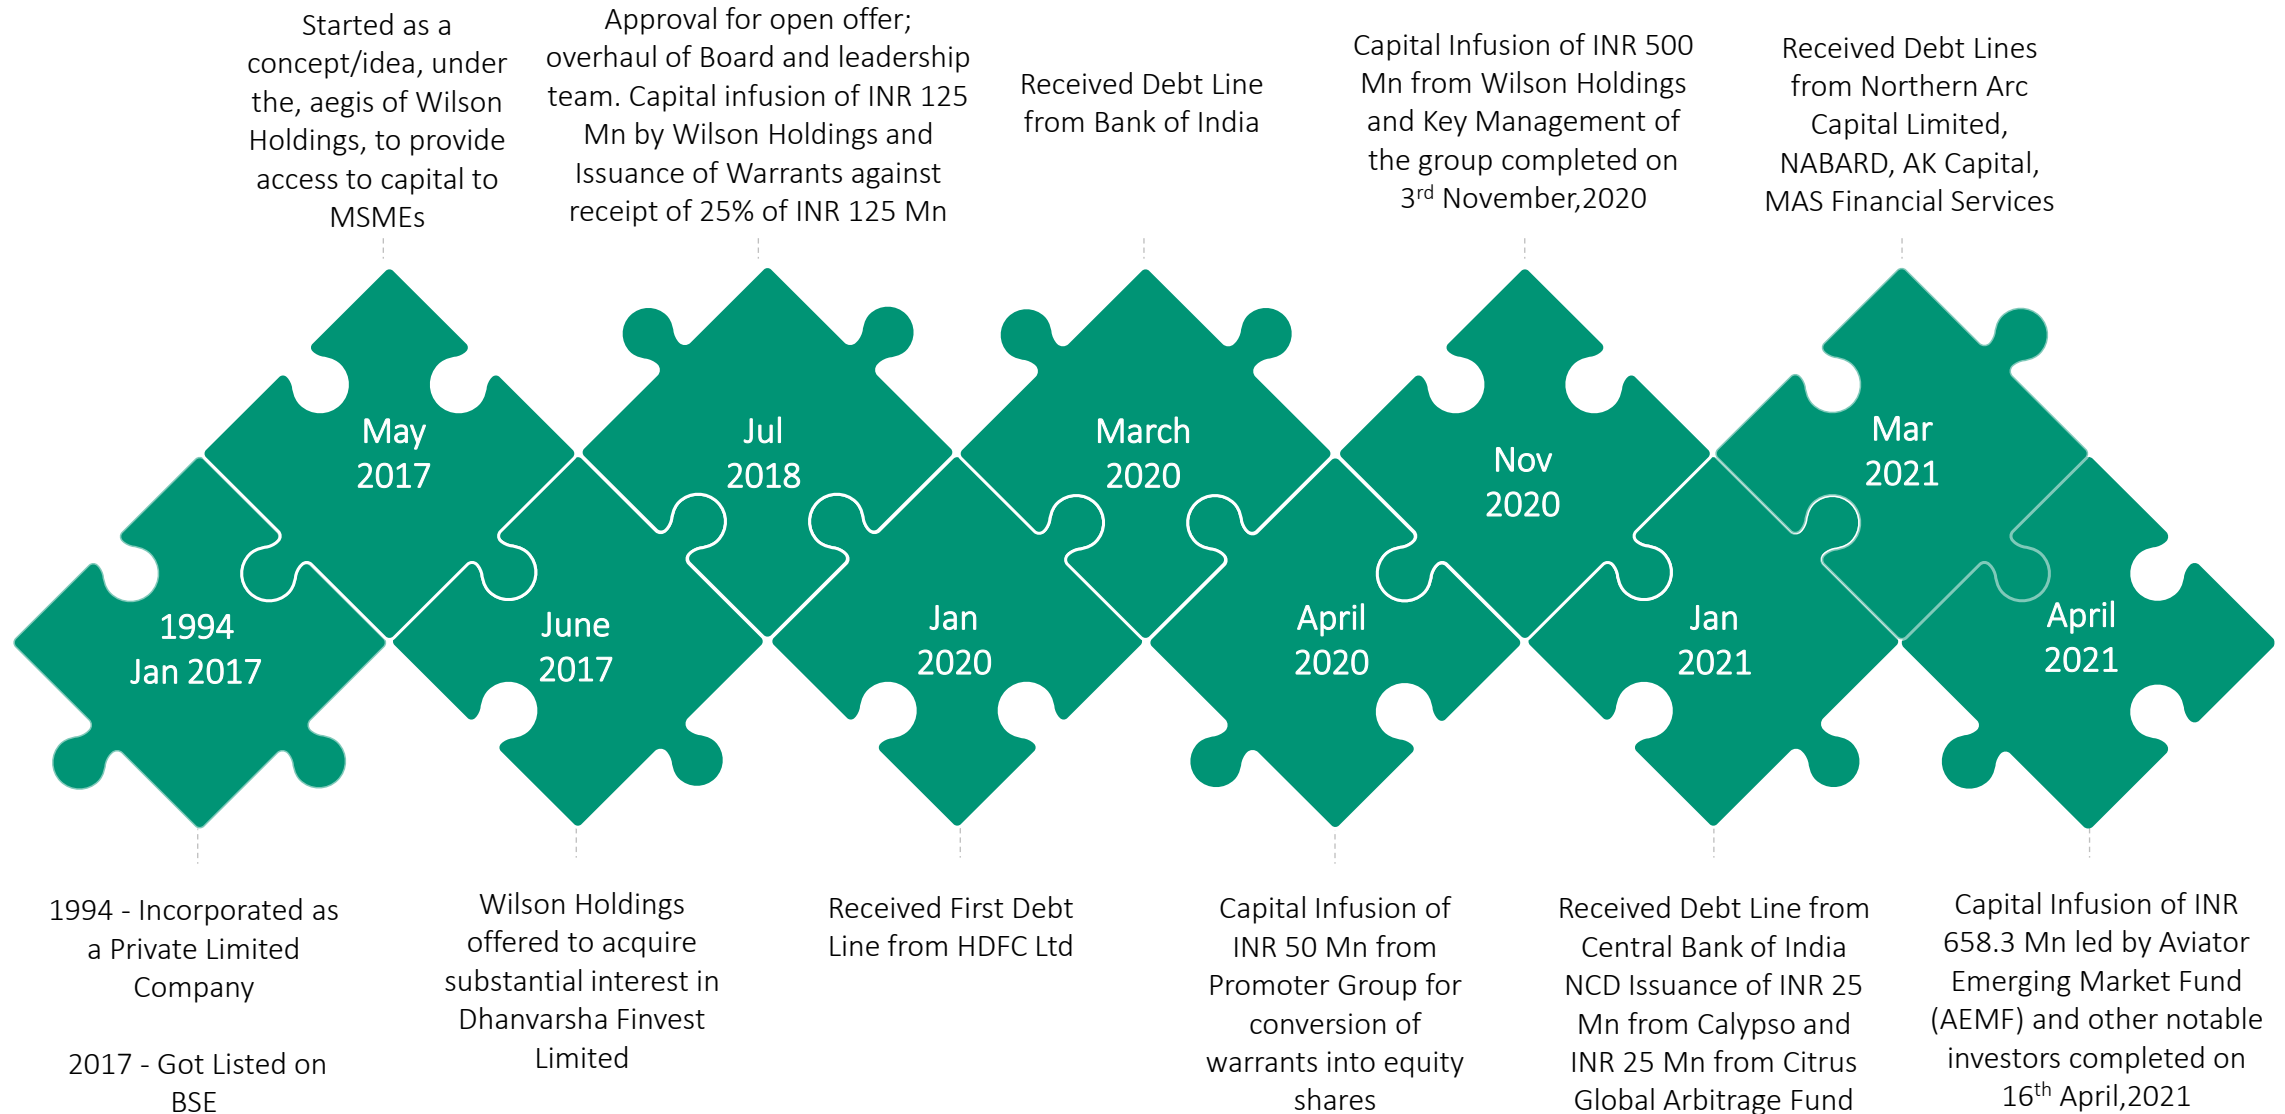 Started as a
concept/idea, under
the, aegis of Wilson
Holdings, to provide
access to capital to
MSMEs
Approval for open offer;
overhaul of Board and leadership
team. Capital infusion of INR 125
Mn by Wilson Holdings and
Issuance of Warrants against
receipt of 25% of INR 125 Mn
Received Debt Line
from Bank of India
Capital Infusion of INR 500
Mn from Wilson Holdings
and Key Management of
the group completed on
3rd November,2020
Received Debt Lines
from Northern Arc
Capital Limited,
NABARD, AK Capital,
MAS Financial Services
May
2017
Jul
2018
March
2020
Nov
2020
Mar
2021
1994
Jan 2017
June
2017
Jan
2020
April
2020
Jan
2021
April
2021
1994 - Incorporated as
a Private Limited
Company
2017 - Got Listed on
BSE
Wilson Holdings
offered to acquire
substantial interest in
Dhanvarsha Finvest
Limited
Received First Debt
Line from HDFC Ltd
Capital Infusion of
INR 50 Mn from
Promoter Group for
conversion of
warrants into equity
shares
Received Debt Line from
Central Bank of India
NCD Issuance of INR 25
Mn from Calypso and
INR 25 Mn from Citrus
Global Arbitrage Fund
Capital Infusion of INR
658.3 Mn led by Aviator
Emerging Market Fund
(AEMF) and other notable
investors completed on
16th April,2021